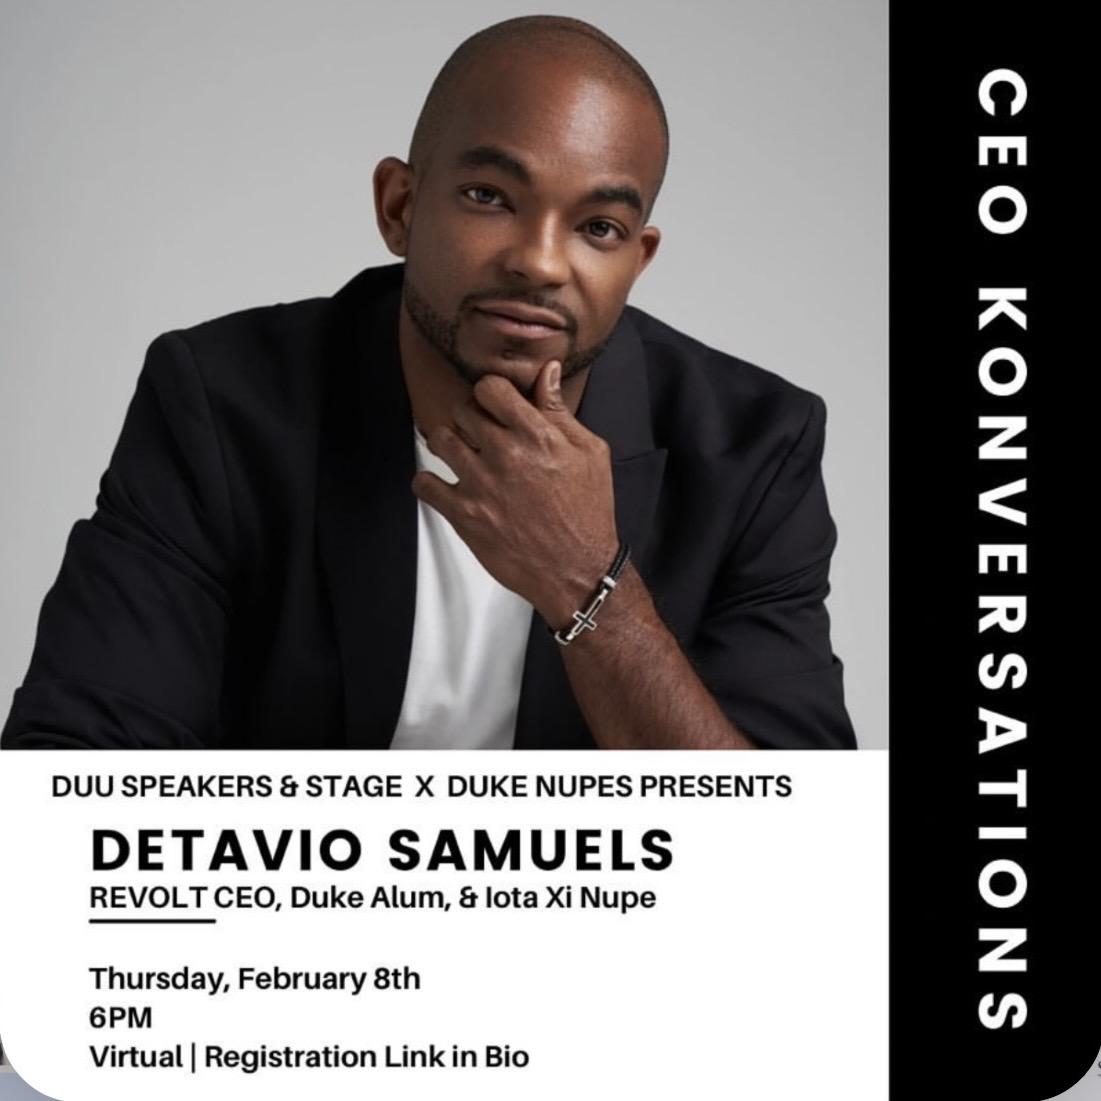 DUU SPEAKERS & STAGE X DUKE NUPES PRESENTS
DETAVIO SAMUELS
REVOLT CEO, Duke Alum, & Iota Xi Nupe
Thursday, February 8th
6PM
Virtual | Registration Link in Bio
CEO KONVERSATIONS